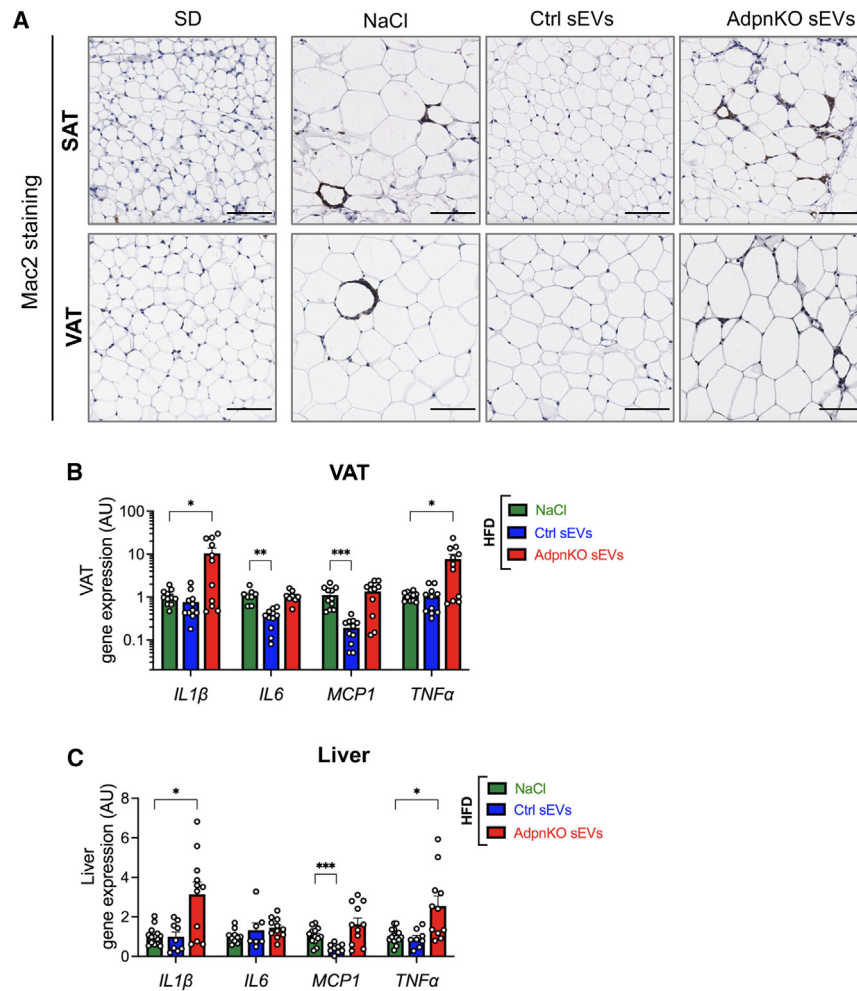 A
SD NaCl Ctrl sEVs AdpnKO sEVs
Mac2 staining
SAT
VAT
B VAT
VAT
gene expression (AU)
100
10
1
0.1
* ** *** *
IL1β IL6 MCP1 TNFα
HFD
NaCl
Ctrl sEVs
AdpnKO sEVs
C Liver
Liver
gene expression (AU)
8
6
4
2
0
* *** *
IL1β IL6 MCP1 TNFα
HFD
NaCl
Ctrl sEVs
AdpnKO sEVs